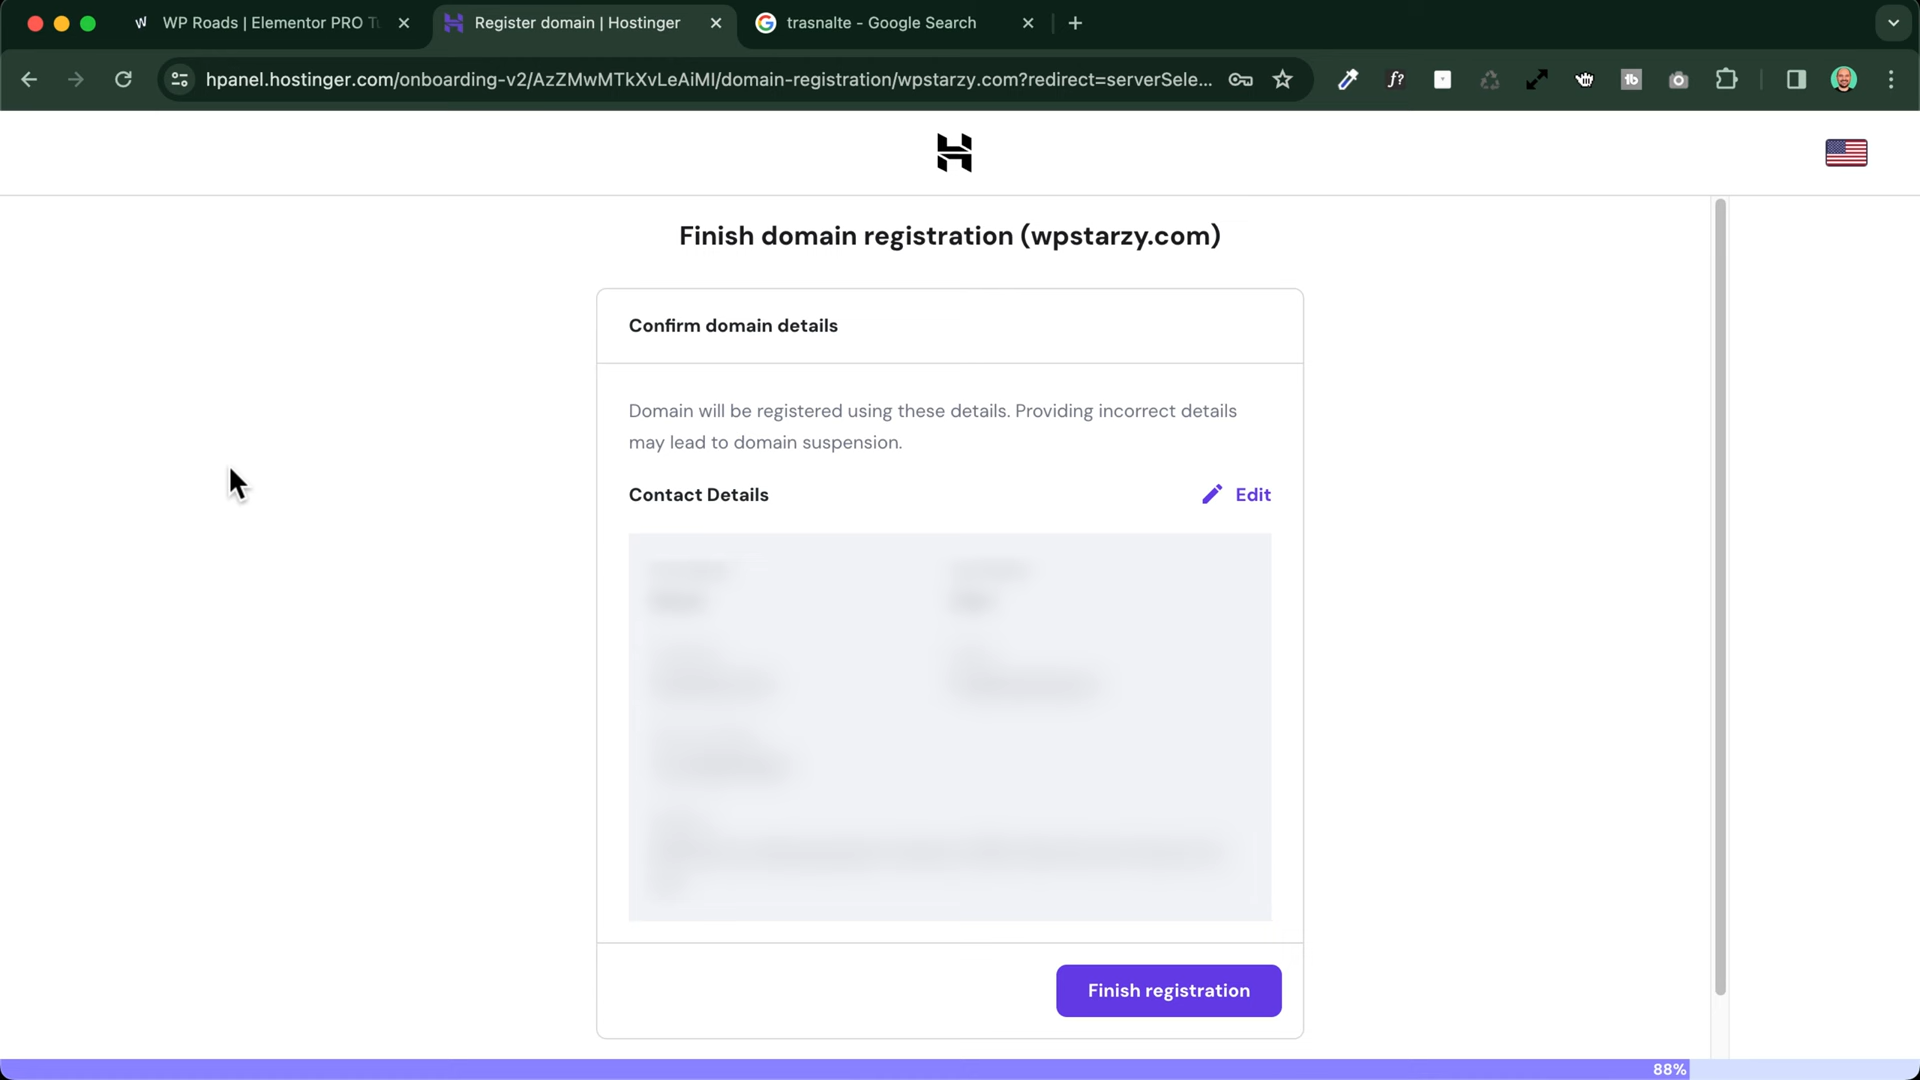 WP Roads | Elementor PRO
Register domain | Hostinger
trasnalte - Google Search
hpanel.hostinger.com/onboarding-v2/AzZMwMTkXvLeAiMI/domain-registration/wpstarzy.com?redirect=serverSele...
f?
tb
Finish domain registration (wpstarzy.com)
Confirm domain details
Domain will be registered using these details. Providing incorrect details
may lead to domain suspension.
Contact Details
Edit
Finish registration
88%